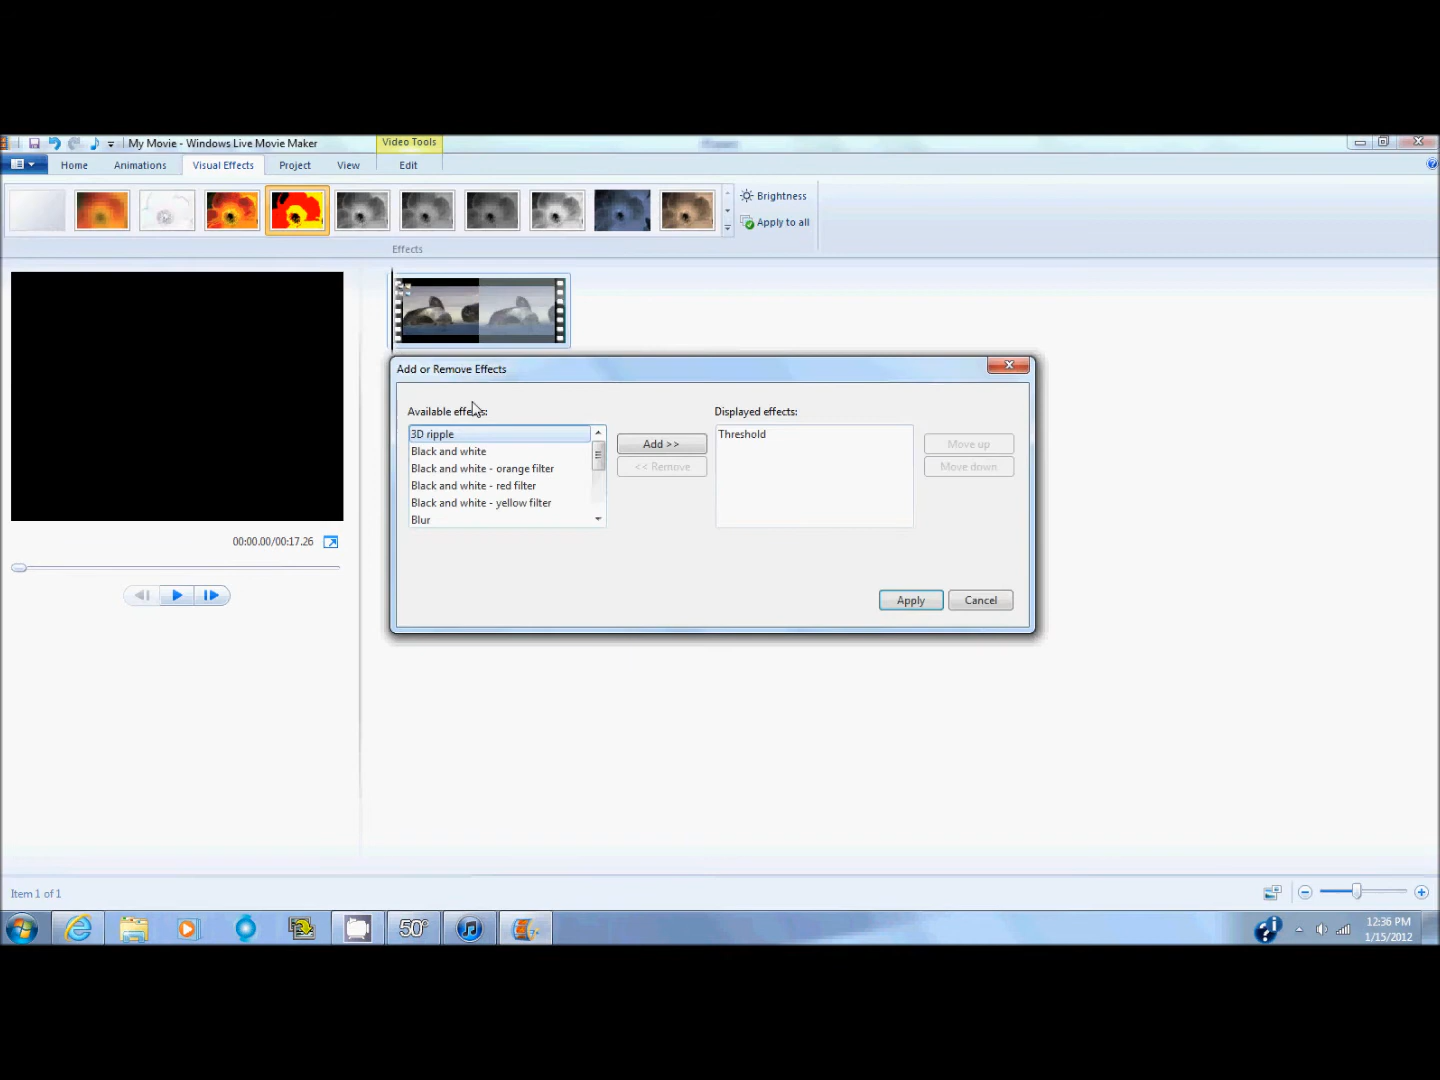 My Movie - Windows Live Movie Maker
Video Tools
Home
Animations
Visual Effects
Project
View
Edit
Brightness
Apply to all
Effects
Add or Remove Effects
Available effects:
Displayed effects:
3D ripple
Black and white
Black and white - orange filter
Black and white - red filter
Black and white - yellow filter
Blur
Add >>
<< Remove
Threshold
Move up
Move down
Apply
Cancel
00:00.00/00:17.26
Item 1 of 1
50°
12:36 PM
1/15/2012